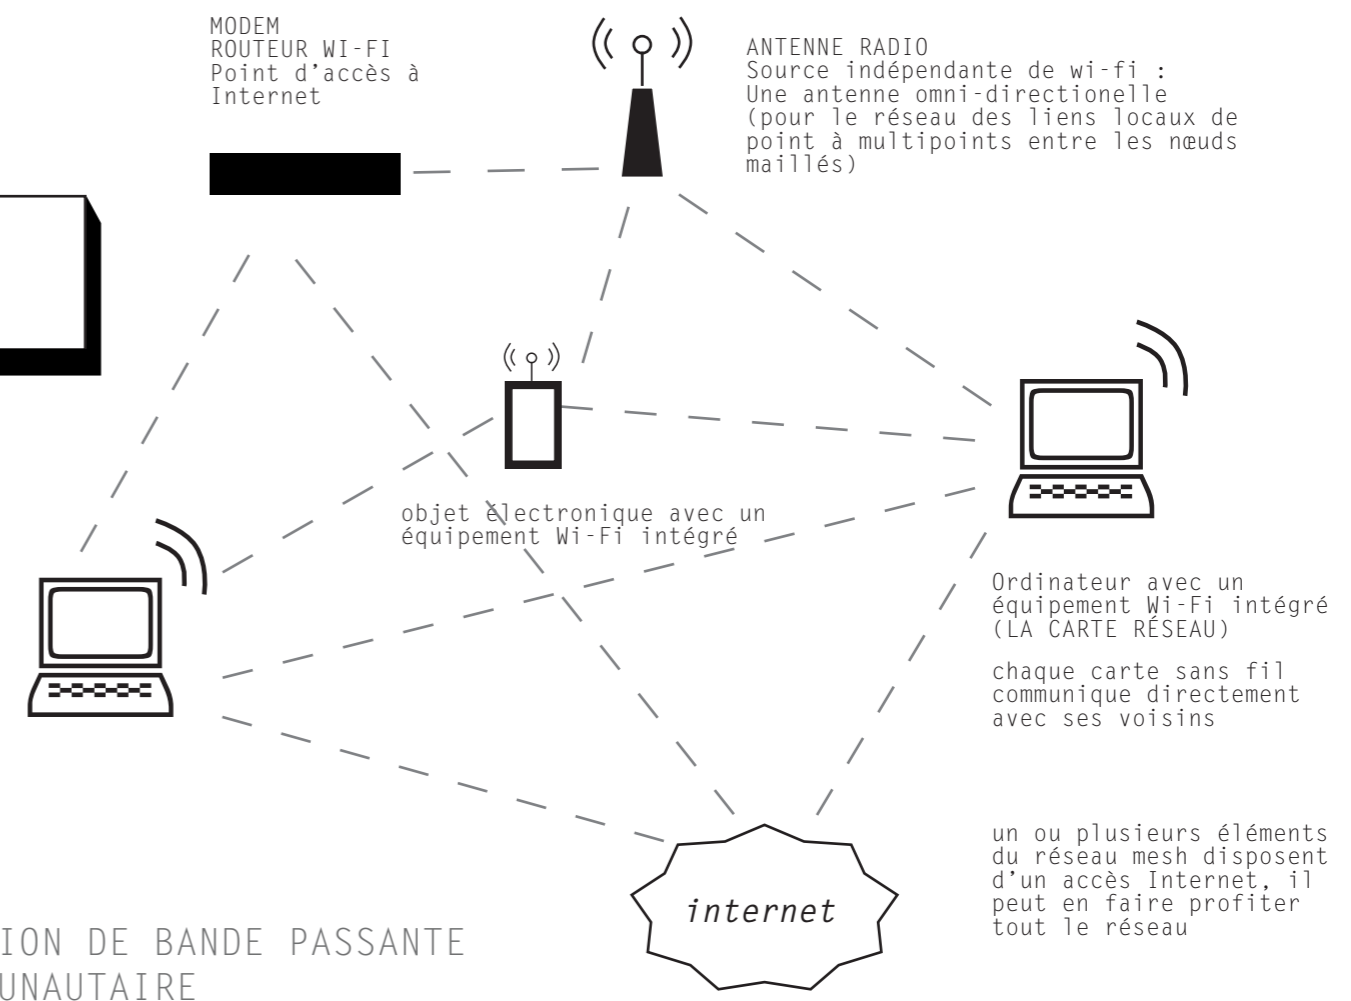 MODEM
ROUTEUR WI-FI
Point d'accès à
Internet
ANTENNE RADIO
Source indépendante de wi-fi :
Une antenne omni-directionelle
(pour le réseau des liens locaux de
point à multipoints entre les nœuds
maillés)
objet électronique avec un
équipement Wi-Fi intégré
Ordinateur avec un
équipement Wi-Fi intégré
(LA CARTE RÉSEAU)
chaque carte sans fil
communique directement
avec ses voisins
un ou plusieurs éléments
du réseau mesh disposent
d'un accès Internet, il
peut en faire profiter
tout le réseau
internet
ION DE BANDE PASSANTE
UNAUTAIRE